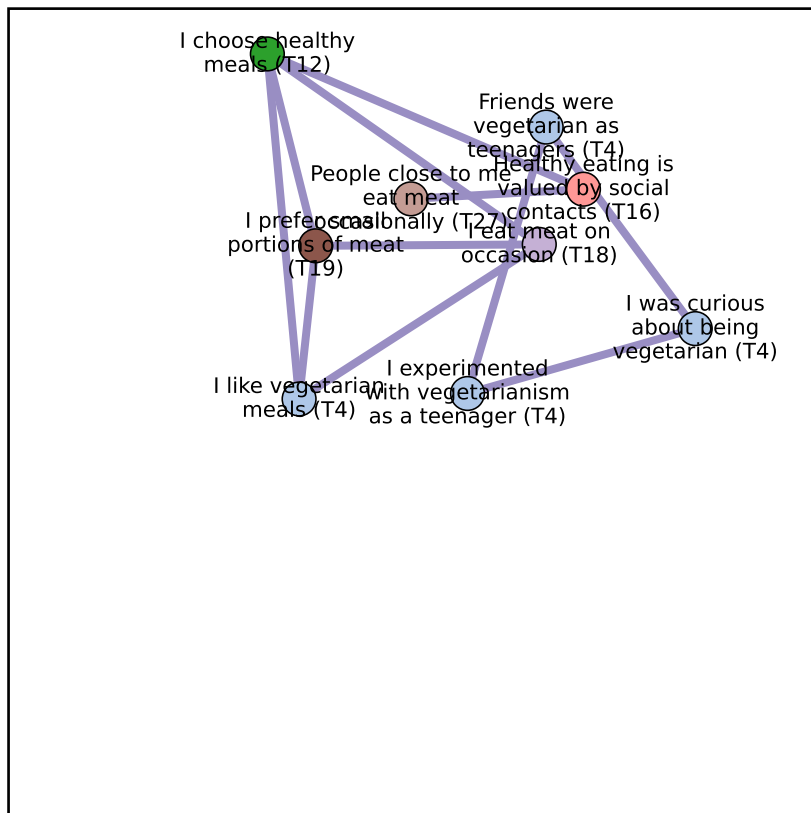 I choose healthy
meals (T12)
Friends were
vegetarian as
teenagers (T4)
Healthy eating is
valued by social
contacts (T16)
People close to me
eat meat
occasionally (T27)
I prefer small
portions of meat
(T19)
I eat meat on
occasion (T18)
I was curious
about being
vegetarian (T4)
I experimented
with vegetarianism
as a teenager (T4)
I like vegetarian
meals (T4)